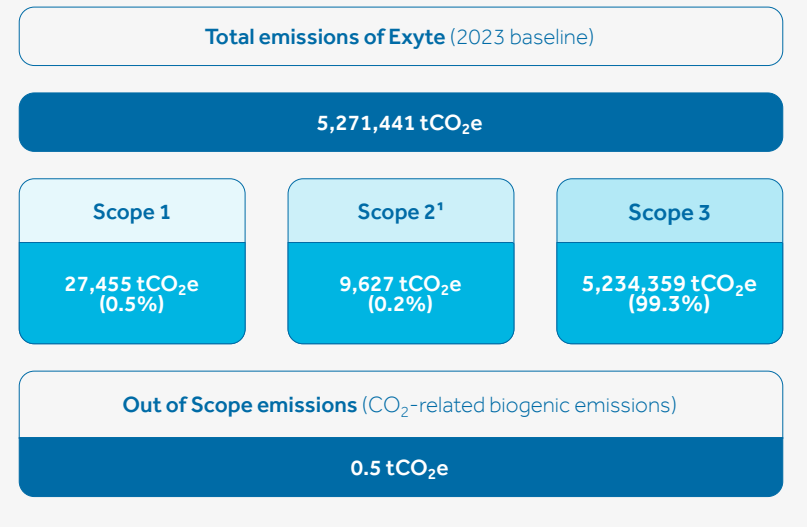 Total emissions of Exyte (2023 baseline)
5,271,441 tCO₂e
Scope 1
27,455 tCO₂e
(0.5%)
Scope 2¹
9,627 tCO₂e
(0.2%)
Scope 3
5,234,359 tCO₂e
(99.3%)
Out of Scope emissions (CO₂-related biogenic emissions)
0.5 tCO₂e